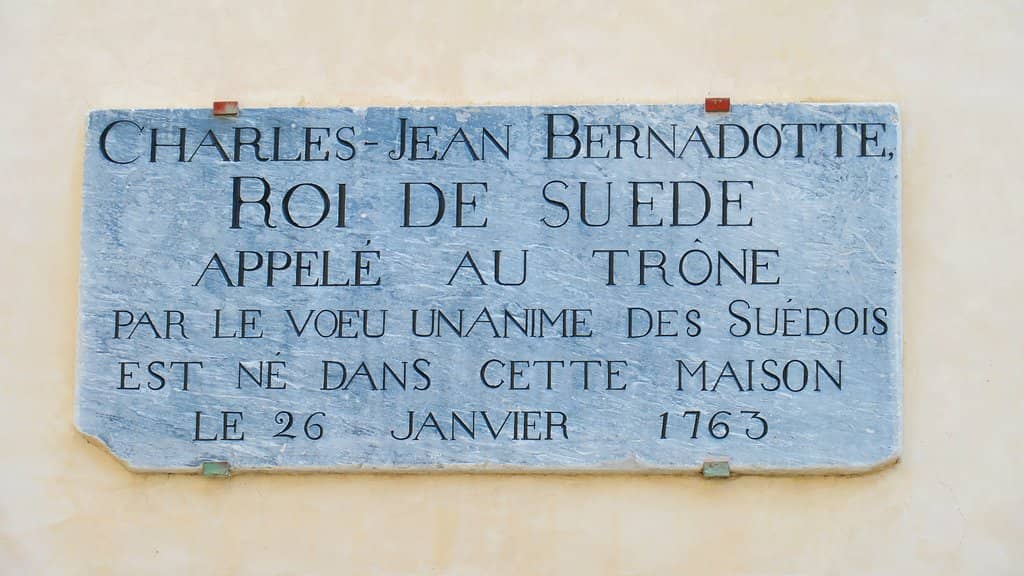 CHARLES-JEAN BERNADOTTE,
ROI DE SUEDE
APPELÉ AU TRÔNE
PAR LE VOEU UNANIME DES SUÉDOIS
EST NÉ DANS CETTE MAISON
LE 26 JANVIER 1763